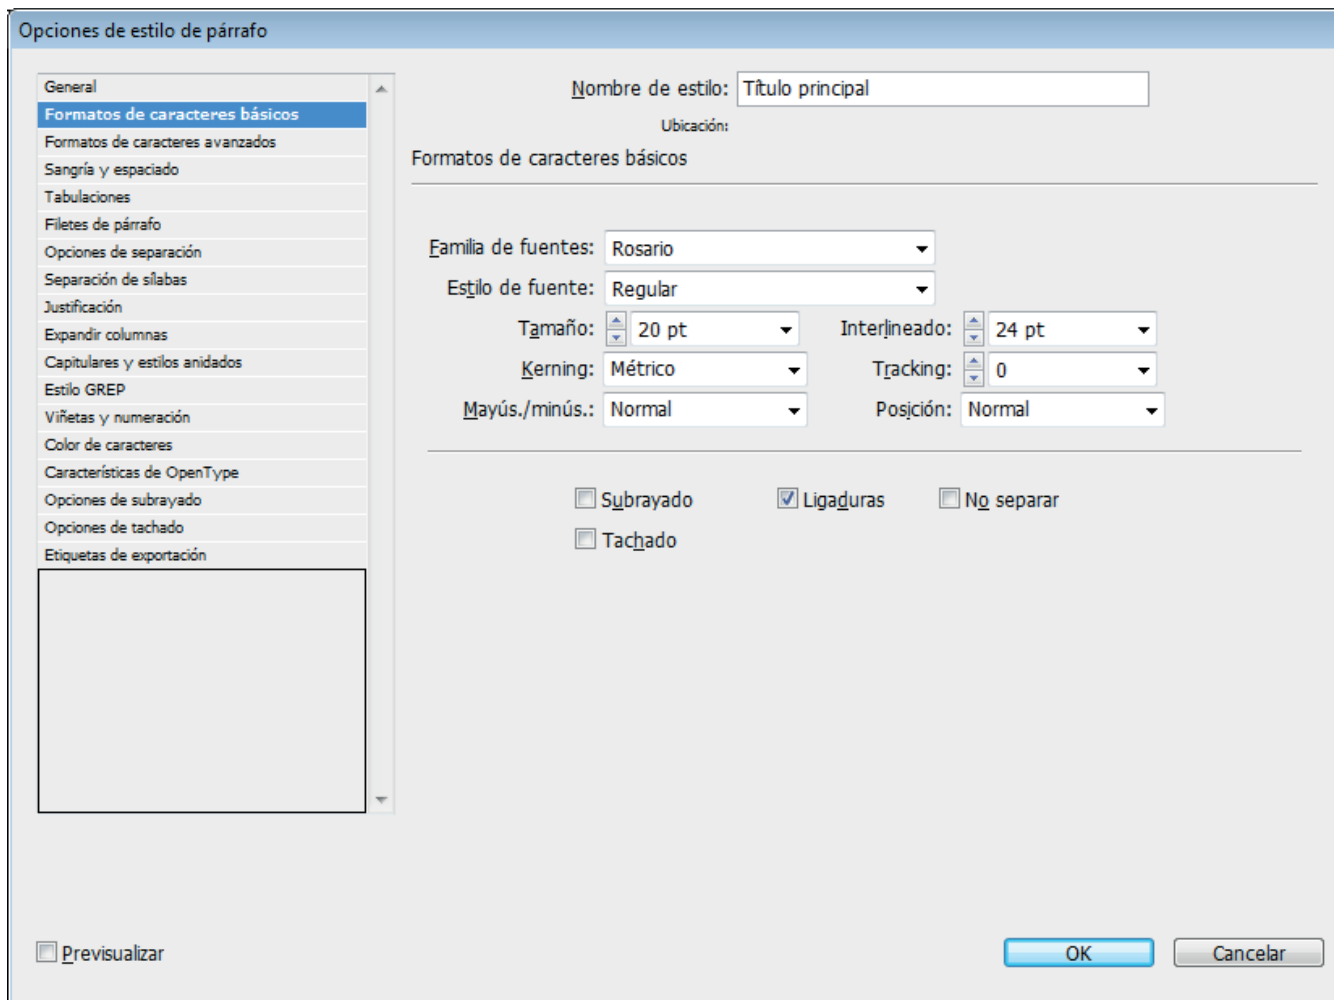 Opciones de estilo de párrafo
General
Formatos de caracteres básicos
Formatos de caracteres avanzados
Sangría y espaciado
Tabulaciones
Filetes de párrafo
Opciones de separación
Separación de sílabas
Justificación
Expandir columnas
Capitulares y estilos anidados
Estilo GREP
Viñetas y numeración
Color de caracteres
Características de OpenType
Opciones de subrayado
Opciones de tachado
Etiquetas de exportación
Nombre de estilo: Título principal
Ubicación:
Formatos de caracteres básicos
Familia de fuentes: Rosario
Estilo de fuente: Regular
Tamaño: 20 pt Interlineado: 24 pt
Kerning: Métrico Tracking: 0
Mayús./minús.: Normal Posición: Normal
Subrayado Ligaduras No separar
Tachado
Previsualizar OK Cancelar